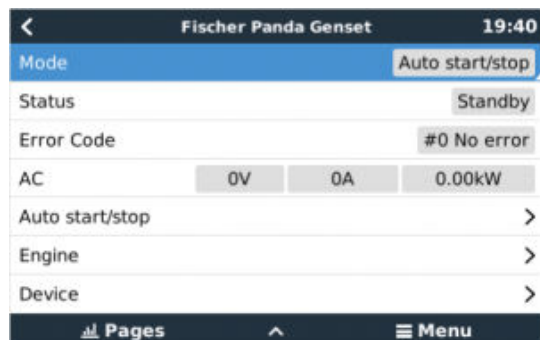 Fischer Panda Genset 19:40
Mode Auto start/stop
Status Standby
Error Code #0 No error
AC 0V 0A 0.00kW
Auto start/stop
Engine
Device
Pages Menu